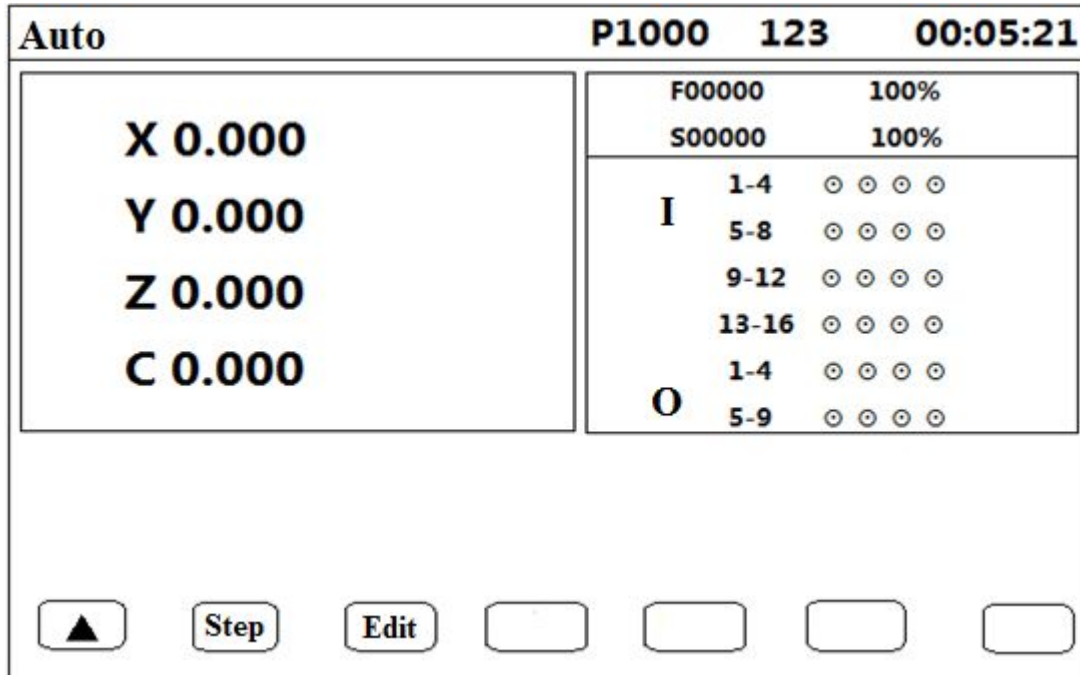 Auto P1000 123 00:05:21
X 0.000
Y 0.000
Z 0.000
C 0.000
F00000 100%
S00000 100%
I
1-4 ⊙ ⊙ ⊙ ⊙
5-8 ⊙ ⊙ ⊙ ⊙
9-12 ⊙ ⊙ ⊙ ⊙
13-16 ⊙ ⊙ ⊙ ⊙
O
1-4 ⊙ ⊙ ⊙ ⊙
5-9 ⊙ ⊙ ⊙ ⊙
▲ Step Edit